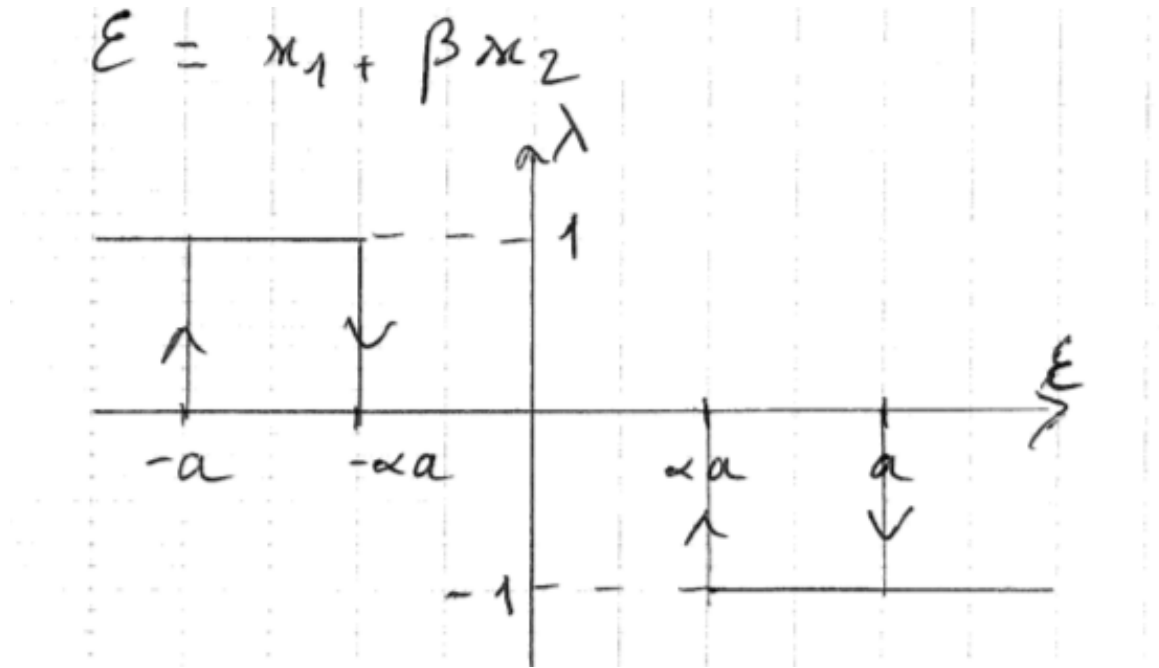 ε = x₁ + βx₂
λ
1
ε
-a -αa αa a
-1